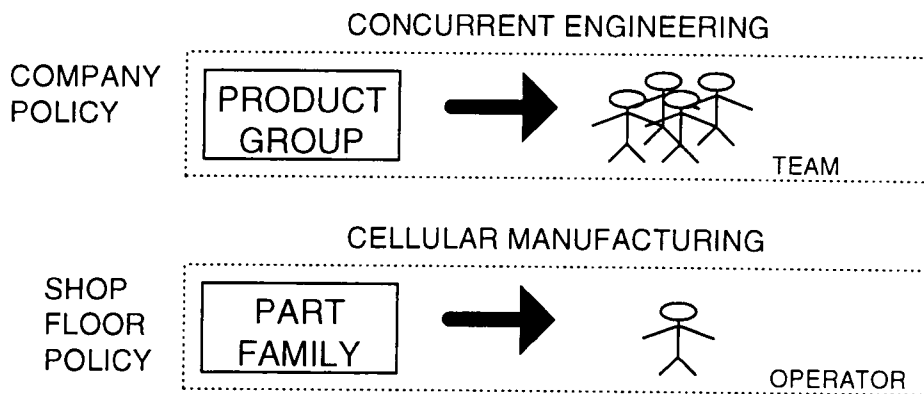 CONCURRENT ENGINEERING
COMPANY
POLICY
PRODUCT
GROUP
TEAM
CELLULAR MANUFACTURING
SHOP
FLOOR
POLICY
PART
FAMILY
OPERATOR